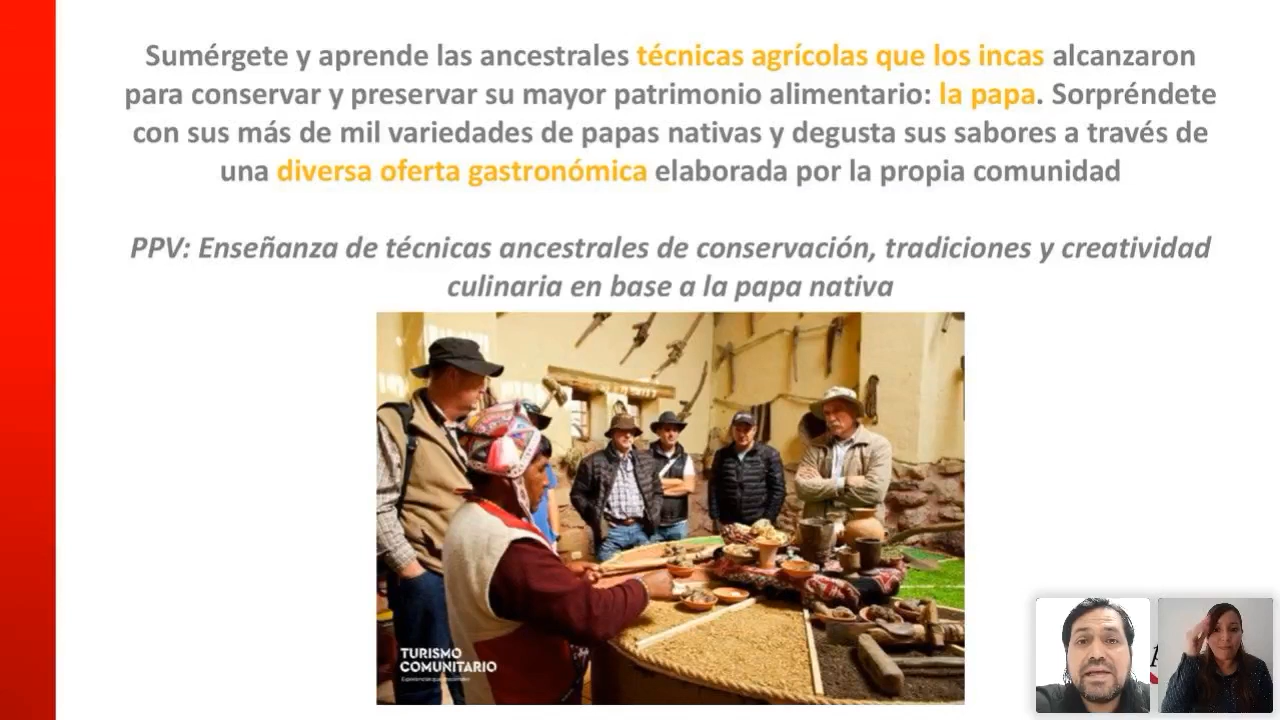 Sumérgete y aprende las ancestrales técnicas agrícolas que los incas alcanzaron
para conservar y preservar su mayor patrimonio alimentario: la papa. Sorpréndete
con sus más de mil variedades de papas nativas y degusta sus sabores a través de
una diversa oferta gastronómica elaborada por la propia comunidad
PPV: Enseñanza de técnicas ancestrales de conservación, tradiciones y creatividad
culinaria en base a la papa nativa
TURISMO
COMUNITARIO